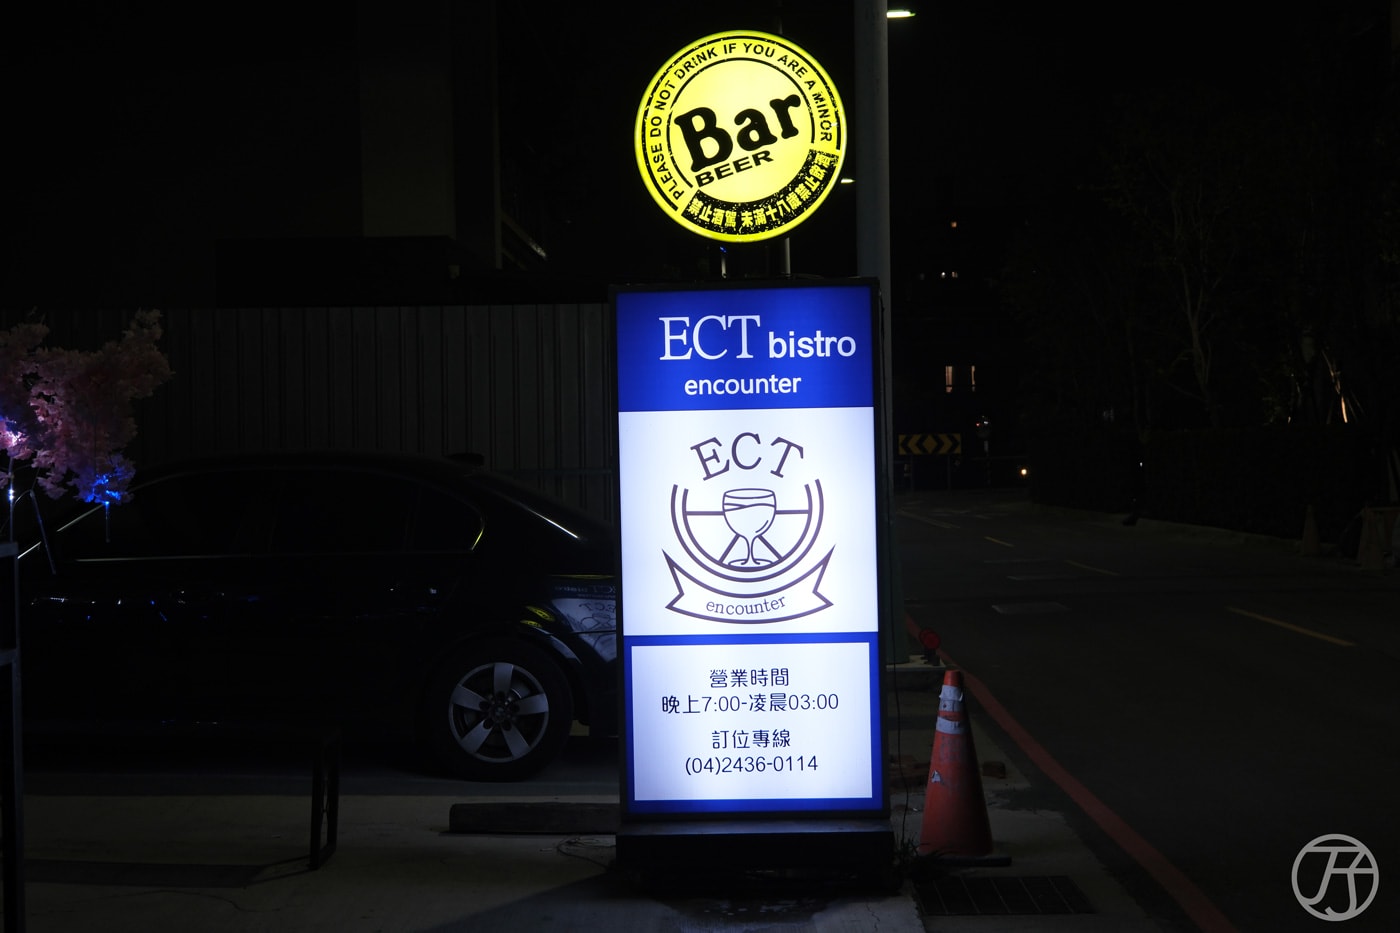 PLEASE DO NOT DRINK IF YOU ARE A MINOR
Bar
BEER
禁止酒駕 未滿十八歲禁止飲酒
ECT bistro
encounter
ECT
encounter
營業時間
晚上7:00-凌晨03:00
訂位專線
(04)2436-0114